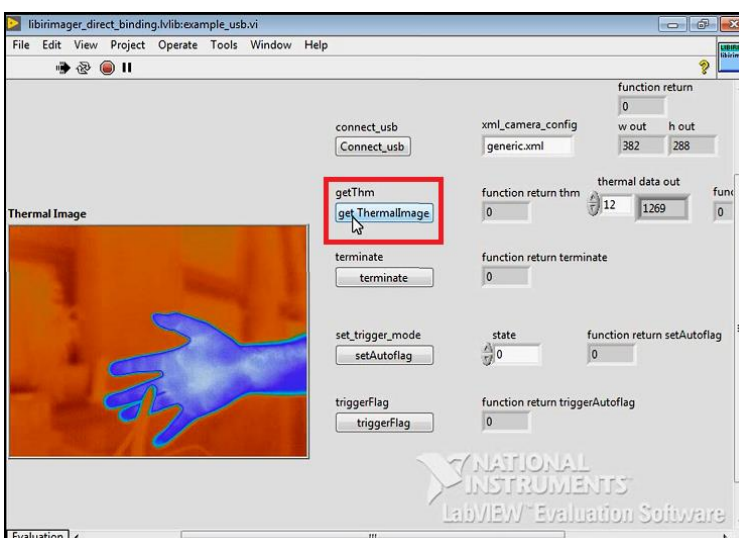 libirimager_direct_binding.lvlib:example_usb.vi
File Edit View Project Operate Tools Window Help
function return
0
connect_usb xml_camera_config w out h out
Connect_usb generic.xml 382 288
getThm function return thm thermal data out
get ThermalImage 0 12 1269 0
Thermal Image
terminate function return terminate
terminate 0
set_trigger_mode state function return setAutoflag
setAutoflag 0 0
triggerFlag function return triggerAutoflag
triggerFlag 0
NATIONAL
INSTRUMENTS
LabVIEW Evaluation Software
Evaluation